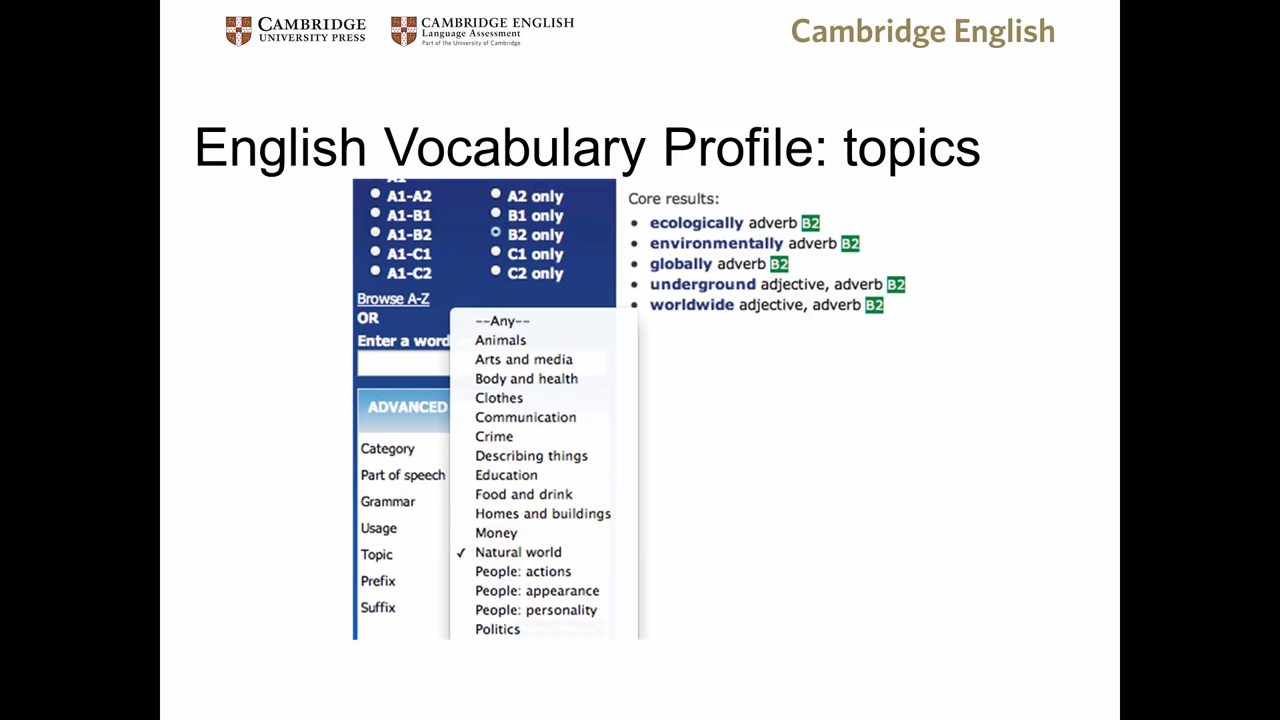 CAMBRIDGE
UNIVERSITY PRESS
CAMBRIDGE ENGLISH
Language Assessment
Part of the University of Cambridge
Cambridge English
English Vocabulary Profile: topics
A1
A1-A2
A2 only
A1-B1
B1 only
A1-B2
B2 only
A1-C1
C1 only
A1-C2
C2 only
Browse A-Z
OR
Enter a word
ADVANCED
Category
Part of speech
Grammar
Usage
Topic
Prefix
Suffix
--Any--
Animals
Arts and media
Body and health
Clothes
Communication
Crime
Describing things
Education
Food and drink
Homes and buildings
Money
✓ Natural world
People: actions
People: appearance
People: personality
Politics
Core results:
• ecologically adverb B2
• environmentally adverb B2
• globally adverb B2
• underground adjective, adverb B2
• worldwide adjective, adverb B2